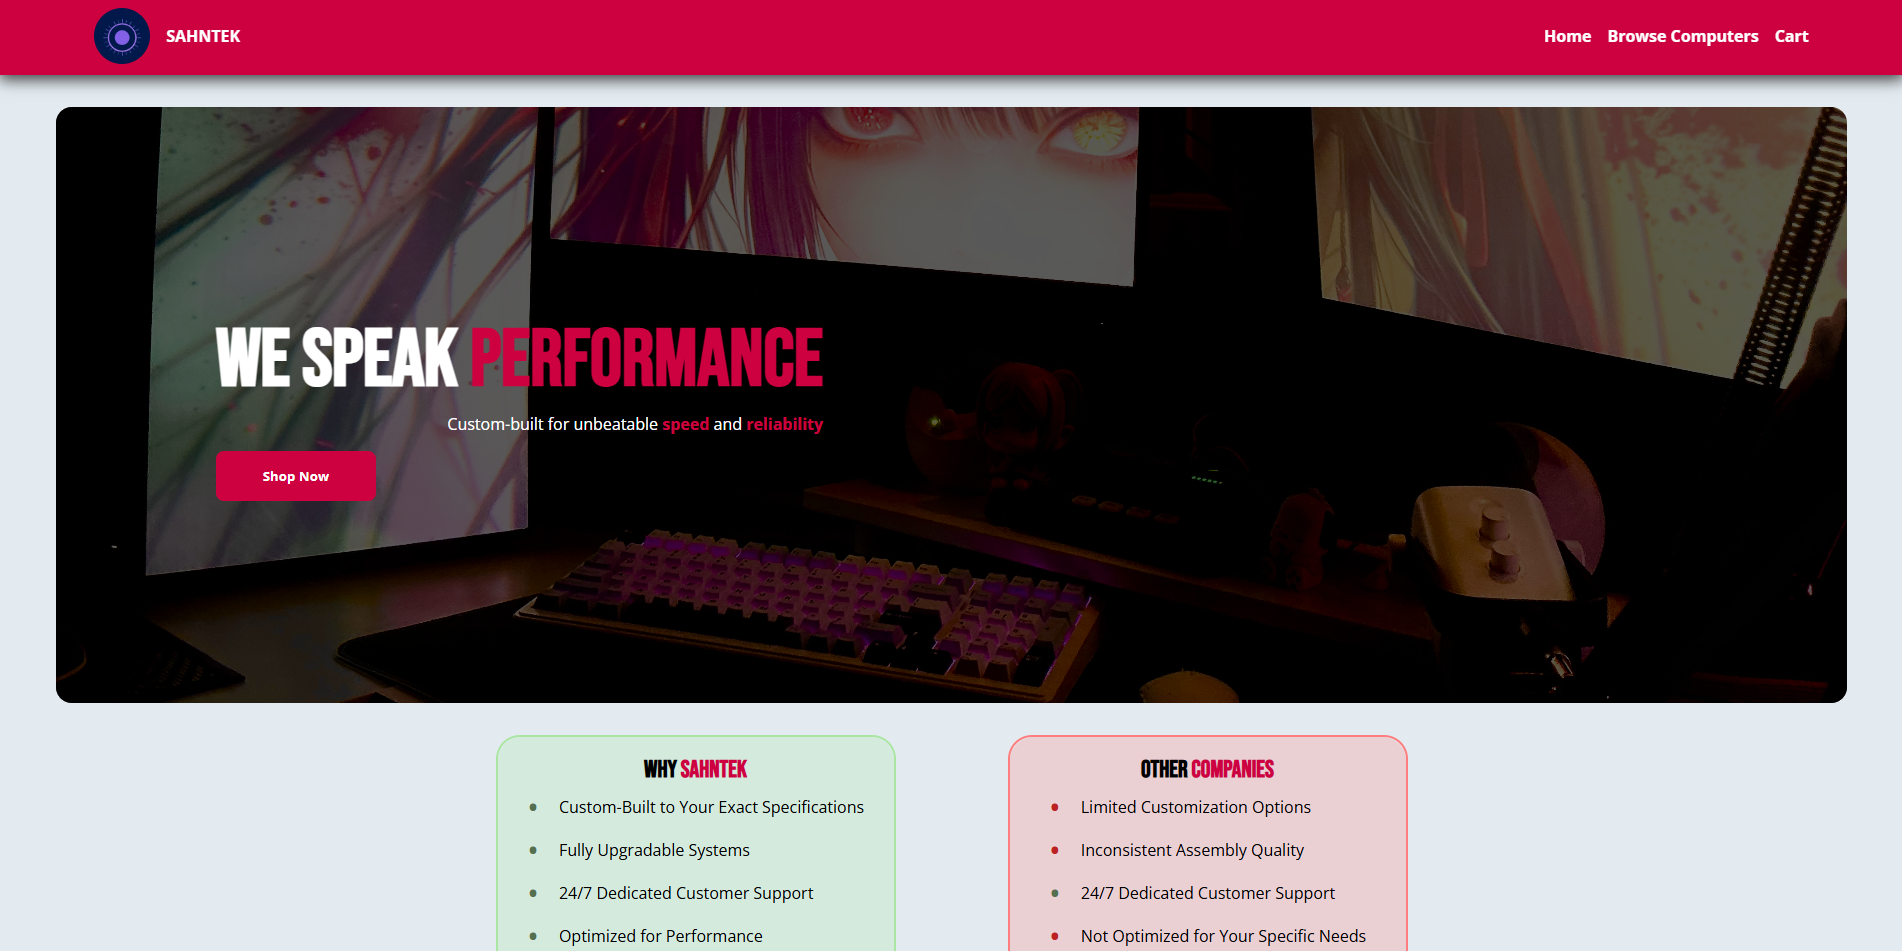 SAHNTEK
Home Browse Computers Cart
WE SPEAK PERFORMANCE
Custom-built for unbeatable speed and reliability
Shop Now
WHY SAHNTEK
Custom-Built to Your Exact Specifications
Fully Upgradable Systems
24/7 Dedicated Customer Support
Optimized for Performance
OTHER COMPANIES
Limited Customization Options
Inconsistent Assembly Quality
24/7 Dedicated Customer Support
Not Optimized for Your Specific Needs